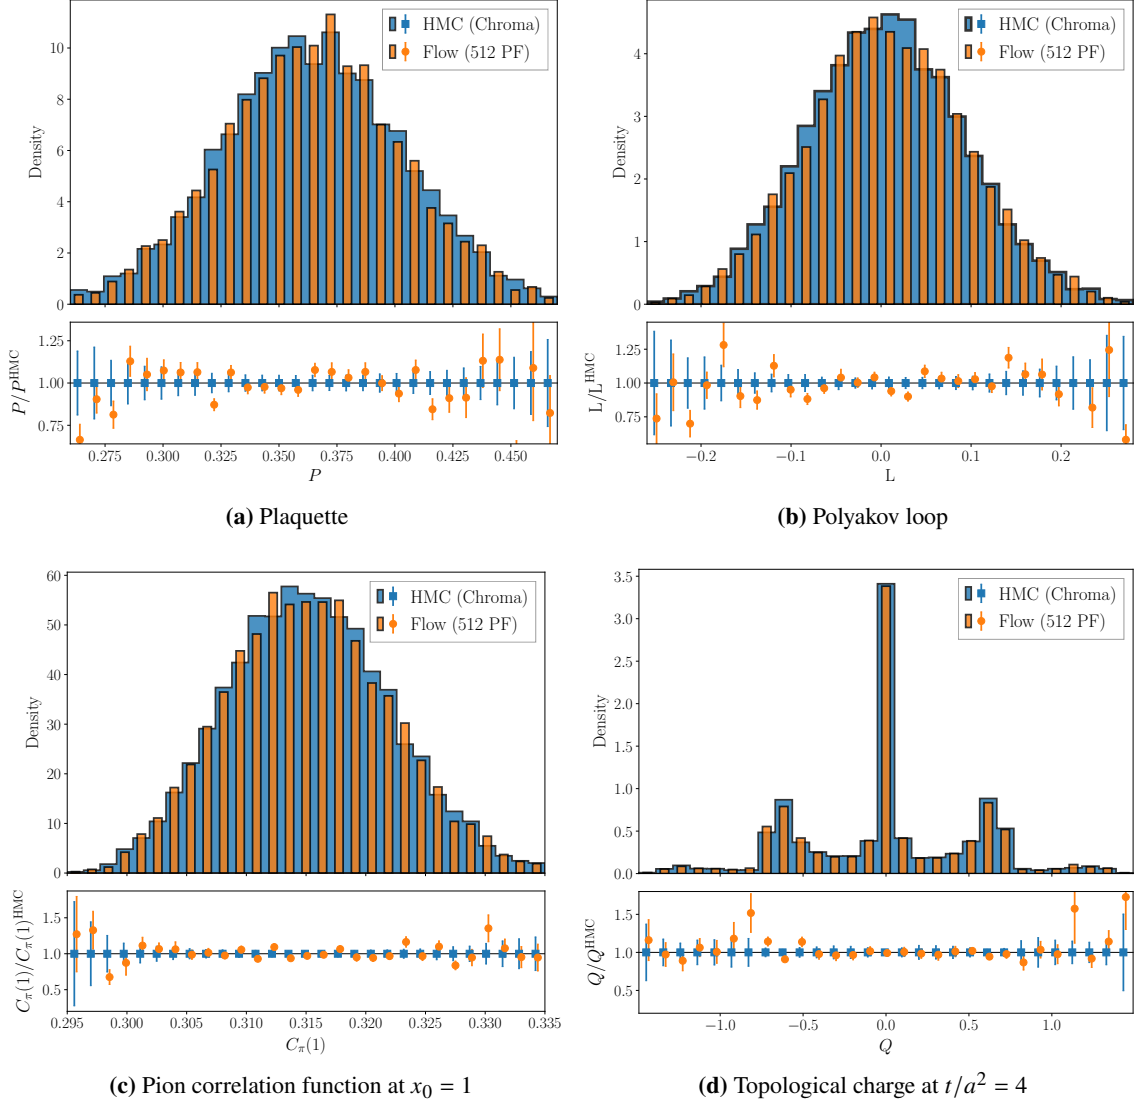 HMC (Chroma)
Flow (512 PF)
Density
10
8
6
4
2
0
P/P^HMC
1.25
1.00
0.75
0.275 0.300 0.325 0.350 0.375 0.400 0.425 0.450
P
(a) Plaquette
HMC (Chroma)
Flow (512 PF)
Density
4
3
2
1
0
L/L^HMC
1.25
1.00
0.75
−0.2 −0.1 0.0 0.1 0.2
L
(b) Polyakov loop
HMC (Chroma)
Flow (512 PF)
Density
60
50
40
30
20
10
0
C_π(1)/C_π(1)^HMC
1.5
1.0
0.5
0.295 0.300 0.305 0.310 0.315 0.320 0.325 0.330 0.335
C_π(1)
(c) Pion correlation function at x_0 = 1
HMC (Chroma)
Flow (512 PF)
Density
3.5
3.0
2.5
2.0
1.5
1.0
0.5
0.0
Q/Q^HMC
1.5
1.0
0.5
−1.0 −0.5 0.0 0.5 1.0
Q
(d) Topological charge at t/a^2 = 4